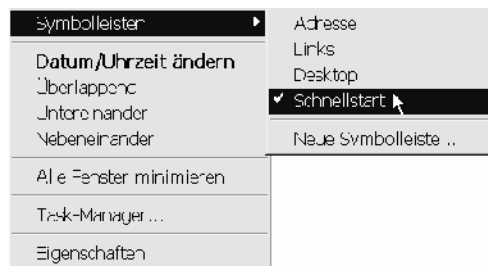 Symbolleisten
Datum/Uhrzeit ändern
Überlappend
Untereinander
Nebeneinander
Alle Fenster minimieren
Task-Manager...
Eigenschaften
Adresse
Links
Desktop
Schnellstart
Neue Symbolleiste...